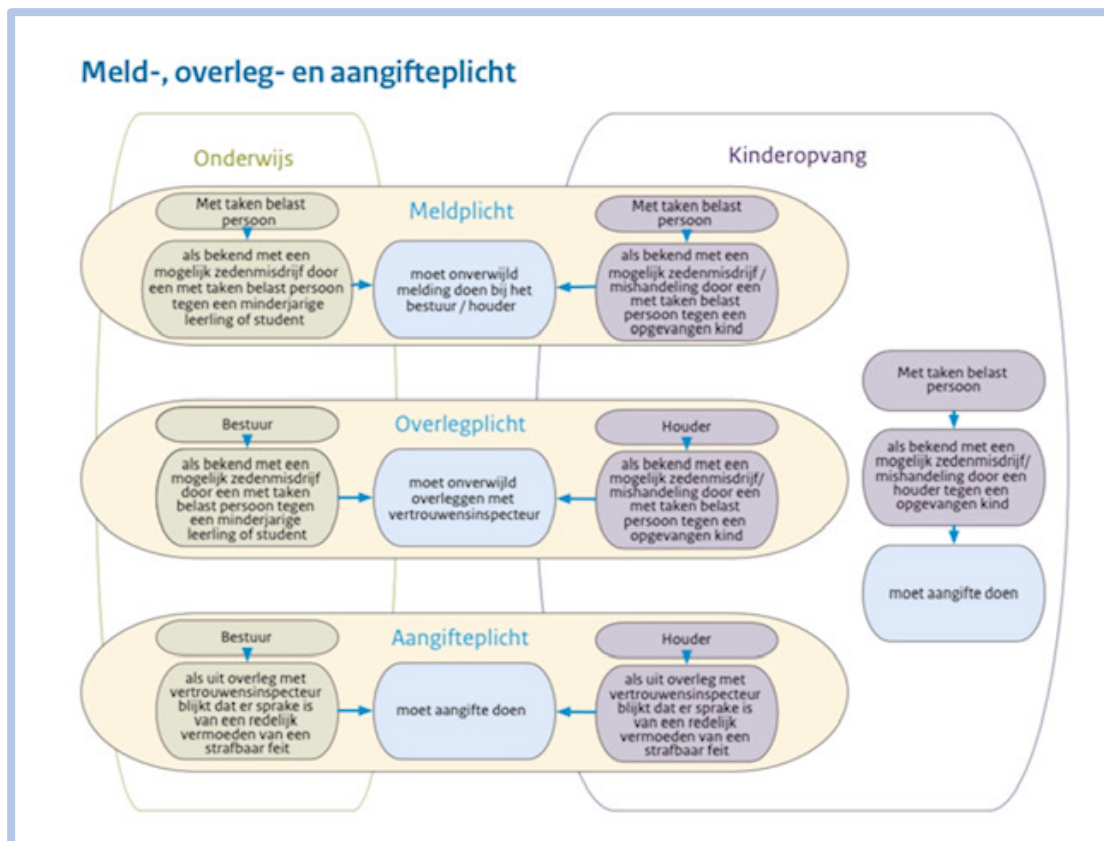 Meld-, overleg- en aangifteplicht
Onderwijs
Kinderopvang
Meldplicht
Met taken belast
persoon
als bekend met een
mogelijk zedenmisdrijf door
een met taken belast persoon
tegen een minderjarige
leerling of student
moet onverwijld
melding doen bij het
bestuur / houder
Met taken belast
persoon
als bekend met een
mogelijk zedenmisdrijf /
mishandeling door een
met taken belast
persoon tegen een
opgevangen kind
Overlegplicht
Bestuur
als bekend met een
mogelijk zedenmisdrijf
door een met taken
belast persoon tegen
een minderjarige
leerling of student
moet onverwijld
overleggen met
vertrouwensinspecteur
Houder
als bekend met een
mogelijk zedenmisdrijf/
mishandeling door een
met taken belast
persoon tegen een
opgevangen kind
Met taken belast
persoon
als bekend met een
mogelijk zedenmisdrijf/
mishandeling door een
houder tegen een
opgevangen kind
moet aangifte doen
Aangifteplicht
Bestuur
als uit overleg met
vertrouwensinspecteur
blijkt dat er sprake is
van een redelijk
vermoeden van een
strafbaar feit
moet aangifte doen
Houder
als uit overleg met
vertrouwensinspecteur
blijkt dat er sprake is
van een redelijk
vermoeden van een
strafbaar feit